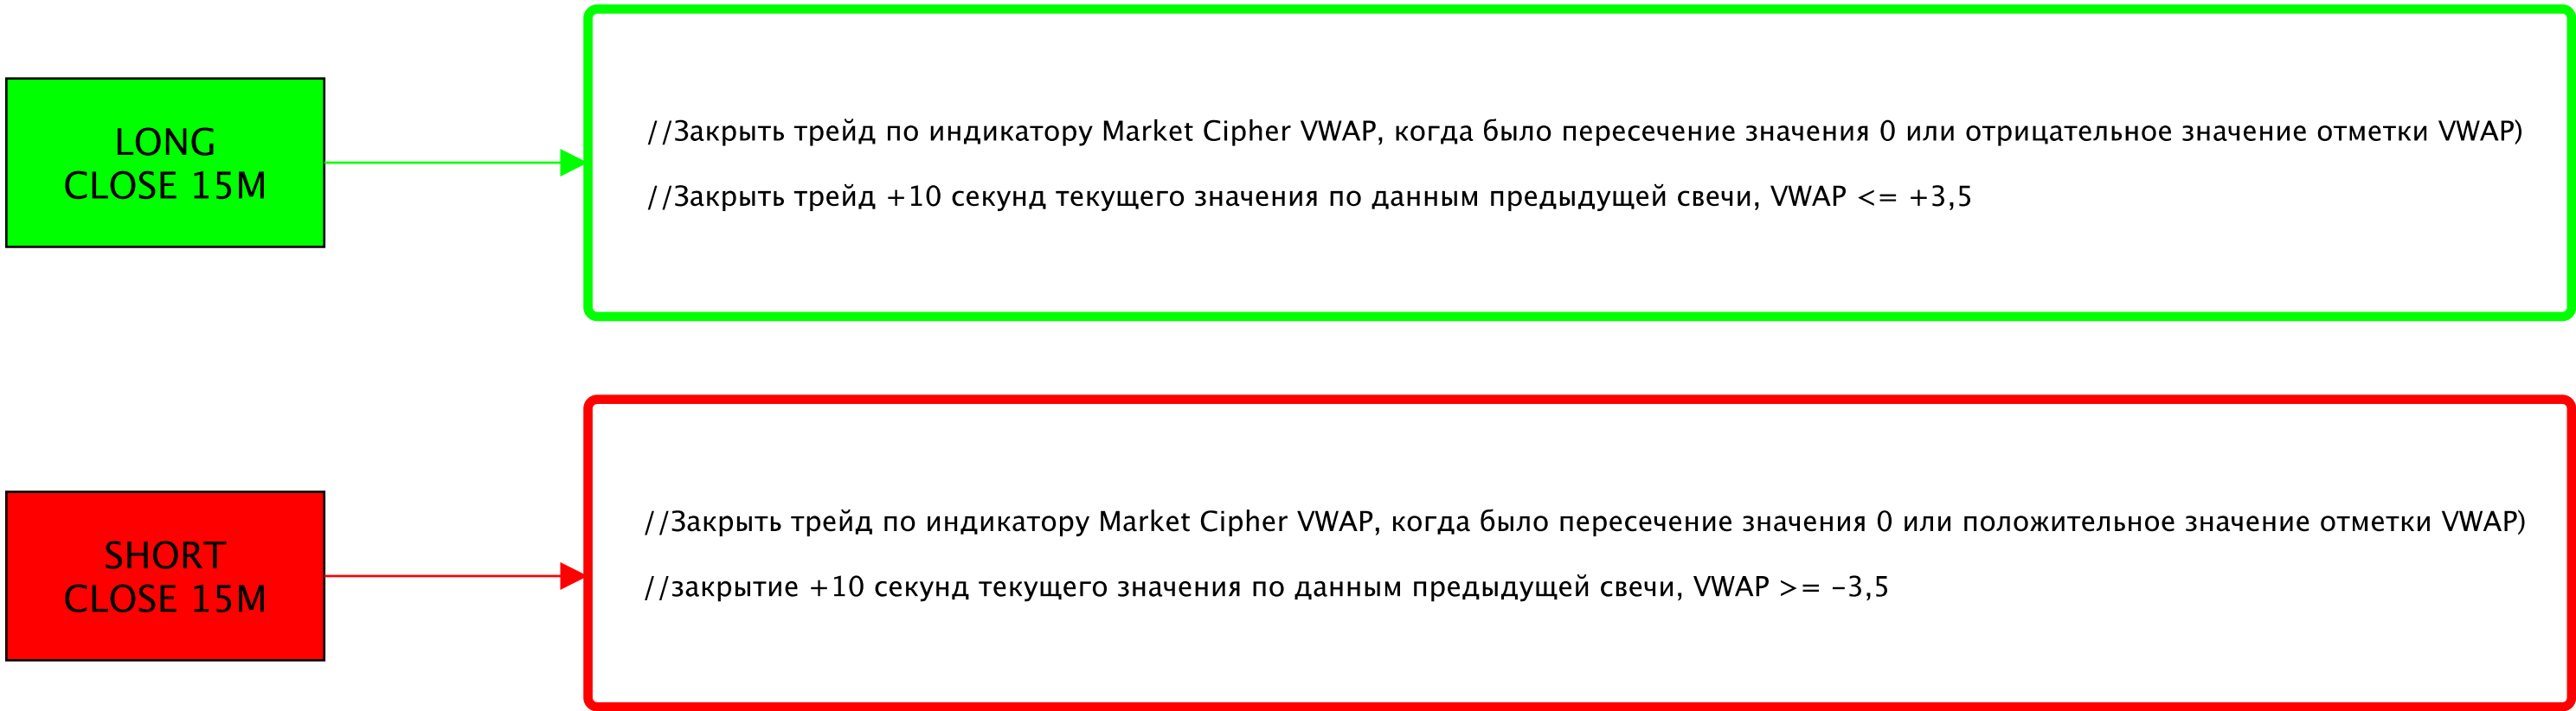 LONG
CLOSE 15M
//Закрыть трейд по индикатору Market Cipher VWAP, когда было пересечение значения 0 или отрицательное значение отметки VWAP)
//Закрыть трейд +10 секунд текущего значения по данным предыдущей свечи, VWAP <= +3,5
SHORT
CLOSE 15M
//Закрыть трейд по индикатору Market Cipher VWAP, когда было пересечение значения 0 или положительное значение отметки VWAP)
//закрытие +10 секунд текущего значения по данным предыдущей свечи, VWAP >= -3,5